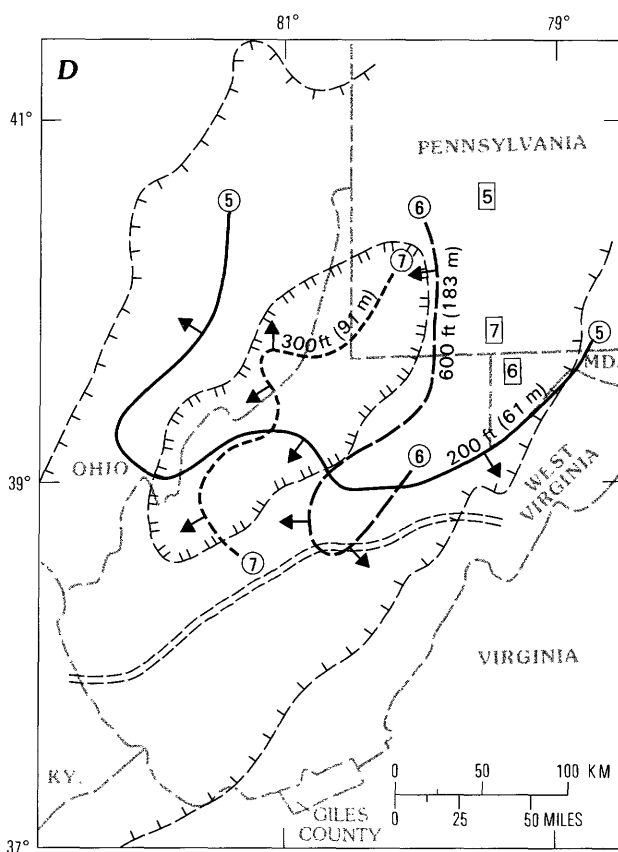 81° 79°
D
41°
PENNSYLVANIA
5
5
6
7
300 ft (91 m)
600 ft (183 m)
7
5
6
MD.
200 ft (61 m)
6
39°
OHIO
WEST
VIRGINIA
7
VIRGINIA
KY.
0 50 100 KM
0 25 50 MILES
GILES
COUNTY
37°